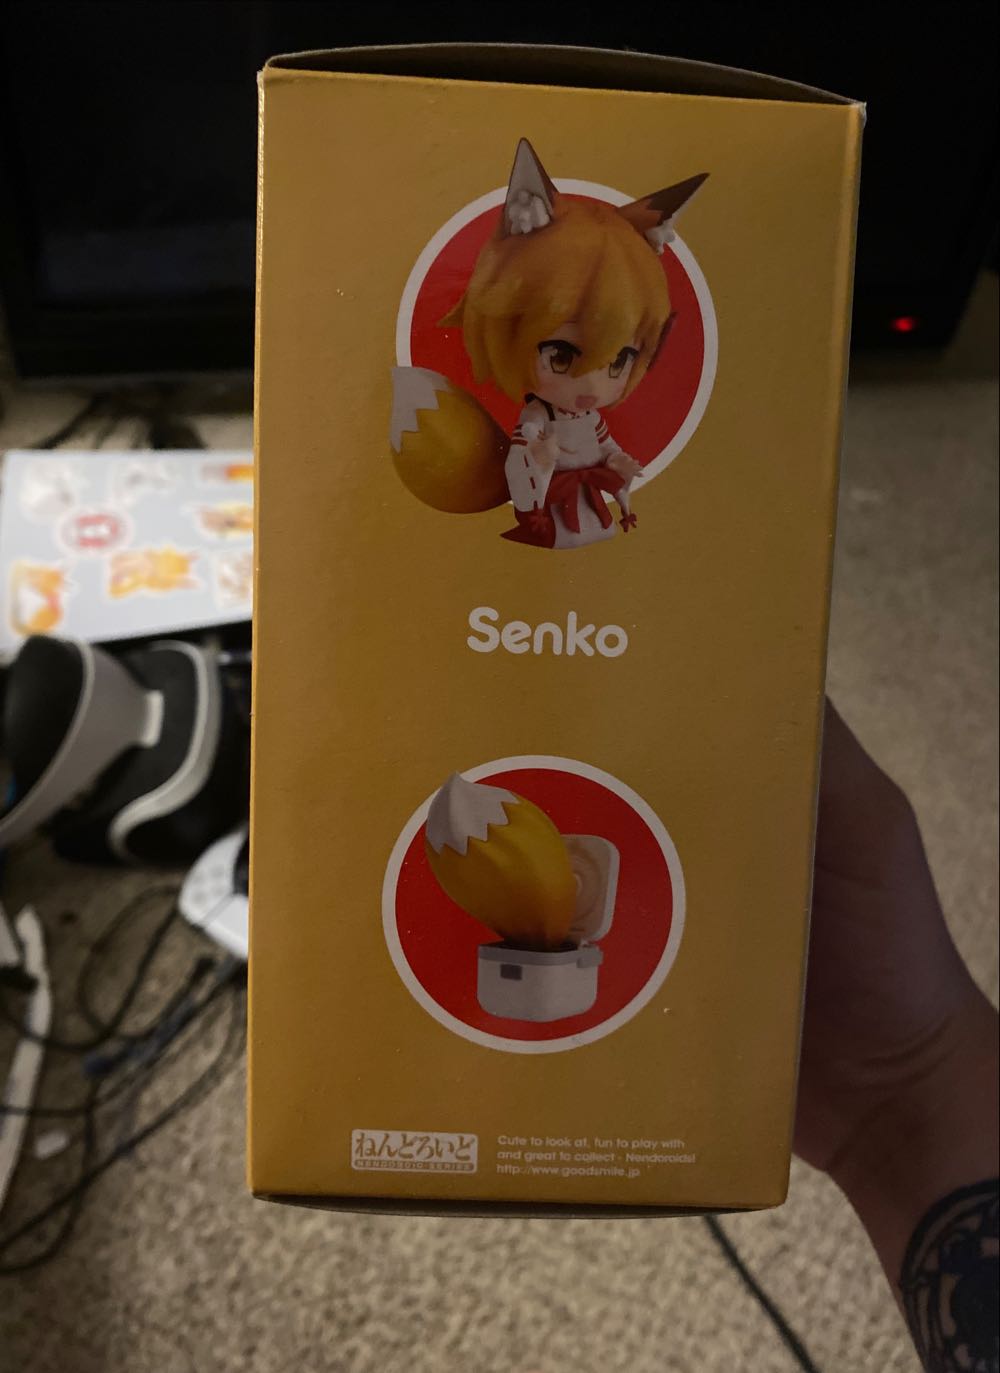 Senko
ねんどろいど
NENDOROID SERIES
Cute to look at, fun to play with
and great to collect - Nendoroids!
http://www.goodsmile.jp